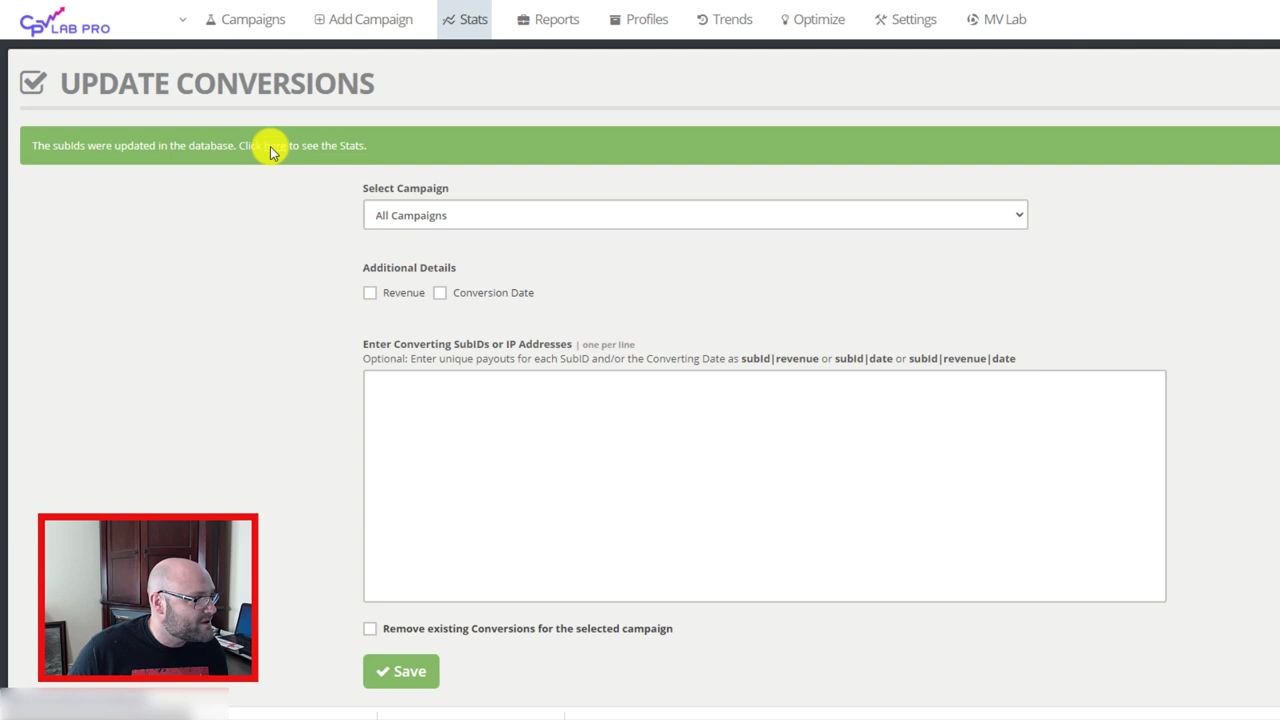 CPV LAB PRO
Campaigns
Add Campaign
Stats
Reports
Profiles
Trends
Optimize
Settings
MV Lab
UPDATE CONVERSIONS
The subIds were updated in the database. Click here to see the Stats.
Select Campaign
All Campaigns
Additional Details
Revenue
Conversion Date
Enter Converting SubIDs or IP Addresses | one per line
Optional: Enter unique payouts for each SubID and/or the Converting Date as subId|revenue or subId|date or subId|revenue|date
Remove existing Conversions for the selected campaign
Save